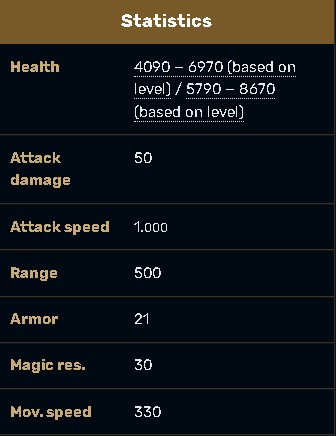 Statistics
Health
4090 – 6970 (based on
level) / 5790 – 8670
(based on level)
Attack
damage
50
Attack speed
1.000
Range
500
Armor
21
Magic res.
30
Mov. speed
330